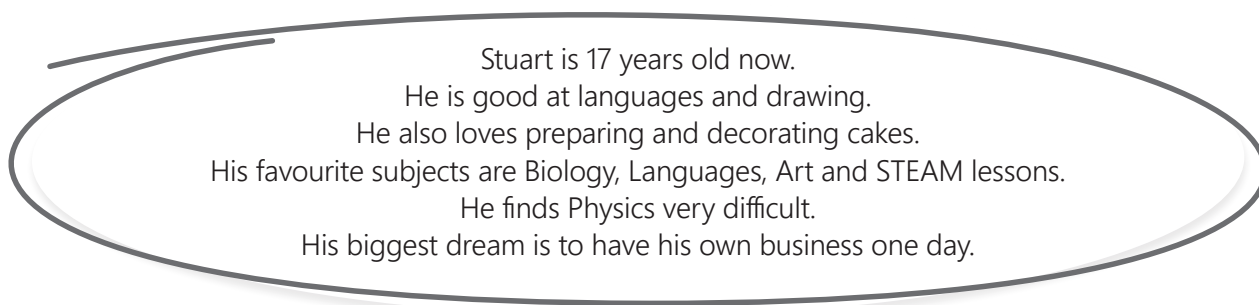 Stuart is 17 years old now.
He is good at languages and drawing.
He also loves preparing and decorating cakes.
His favourite subjects are Biology, Languages, Art and STEAM lessons.
He finds Physics very difficult.
His biggest dream is to have his own business one day.